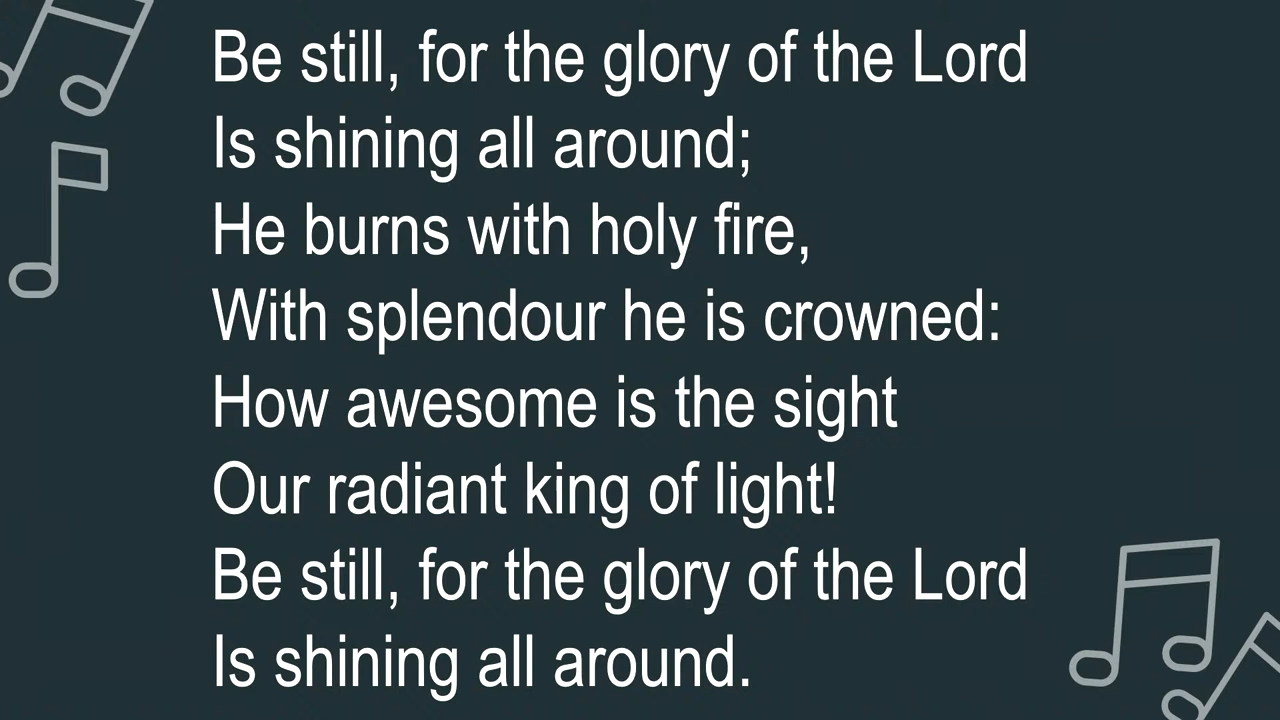 Be still, for the glory of the Lord
Is shining all around;
He burns with holy fire,
With splendour he is crowned:
How awesome is the sight
Our radiant king of light!
Be still, for the glory of the Lord
Is shining all around.